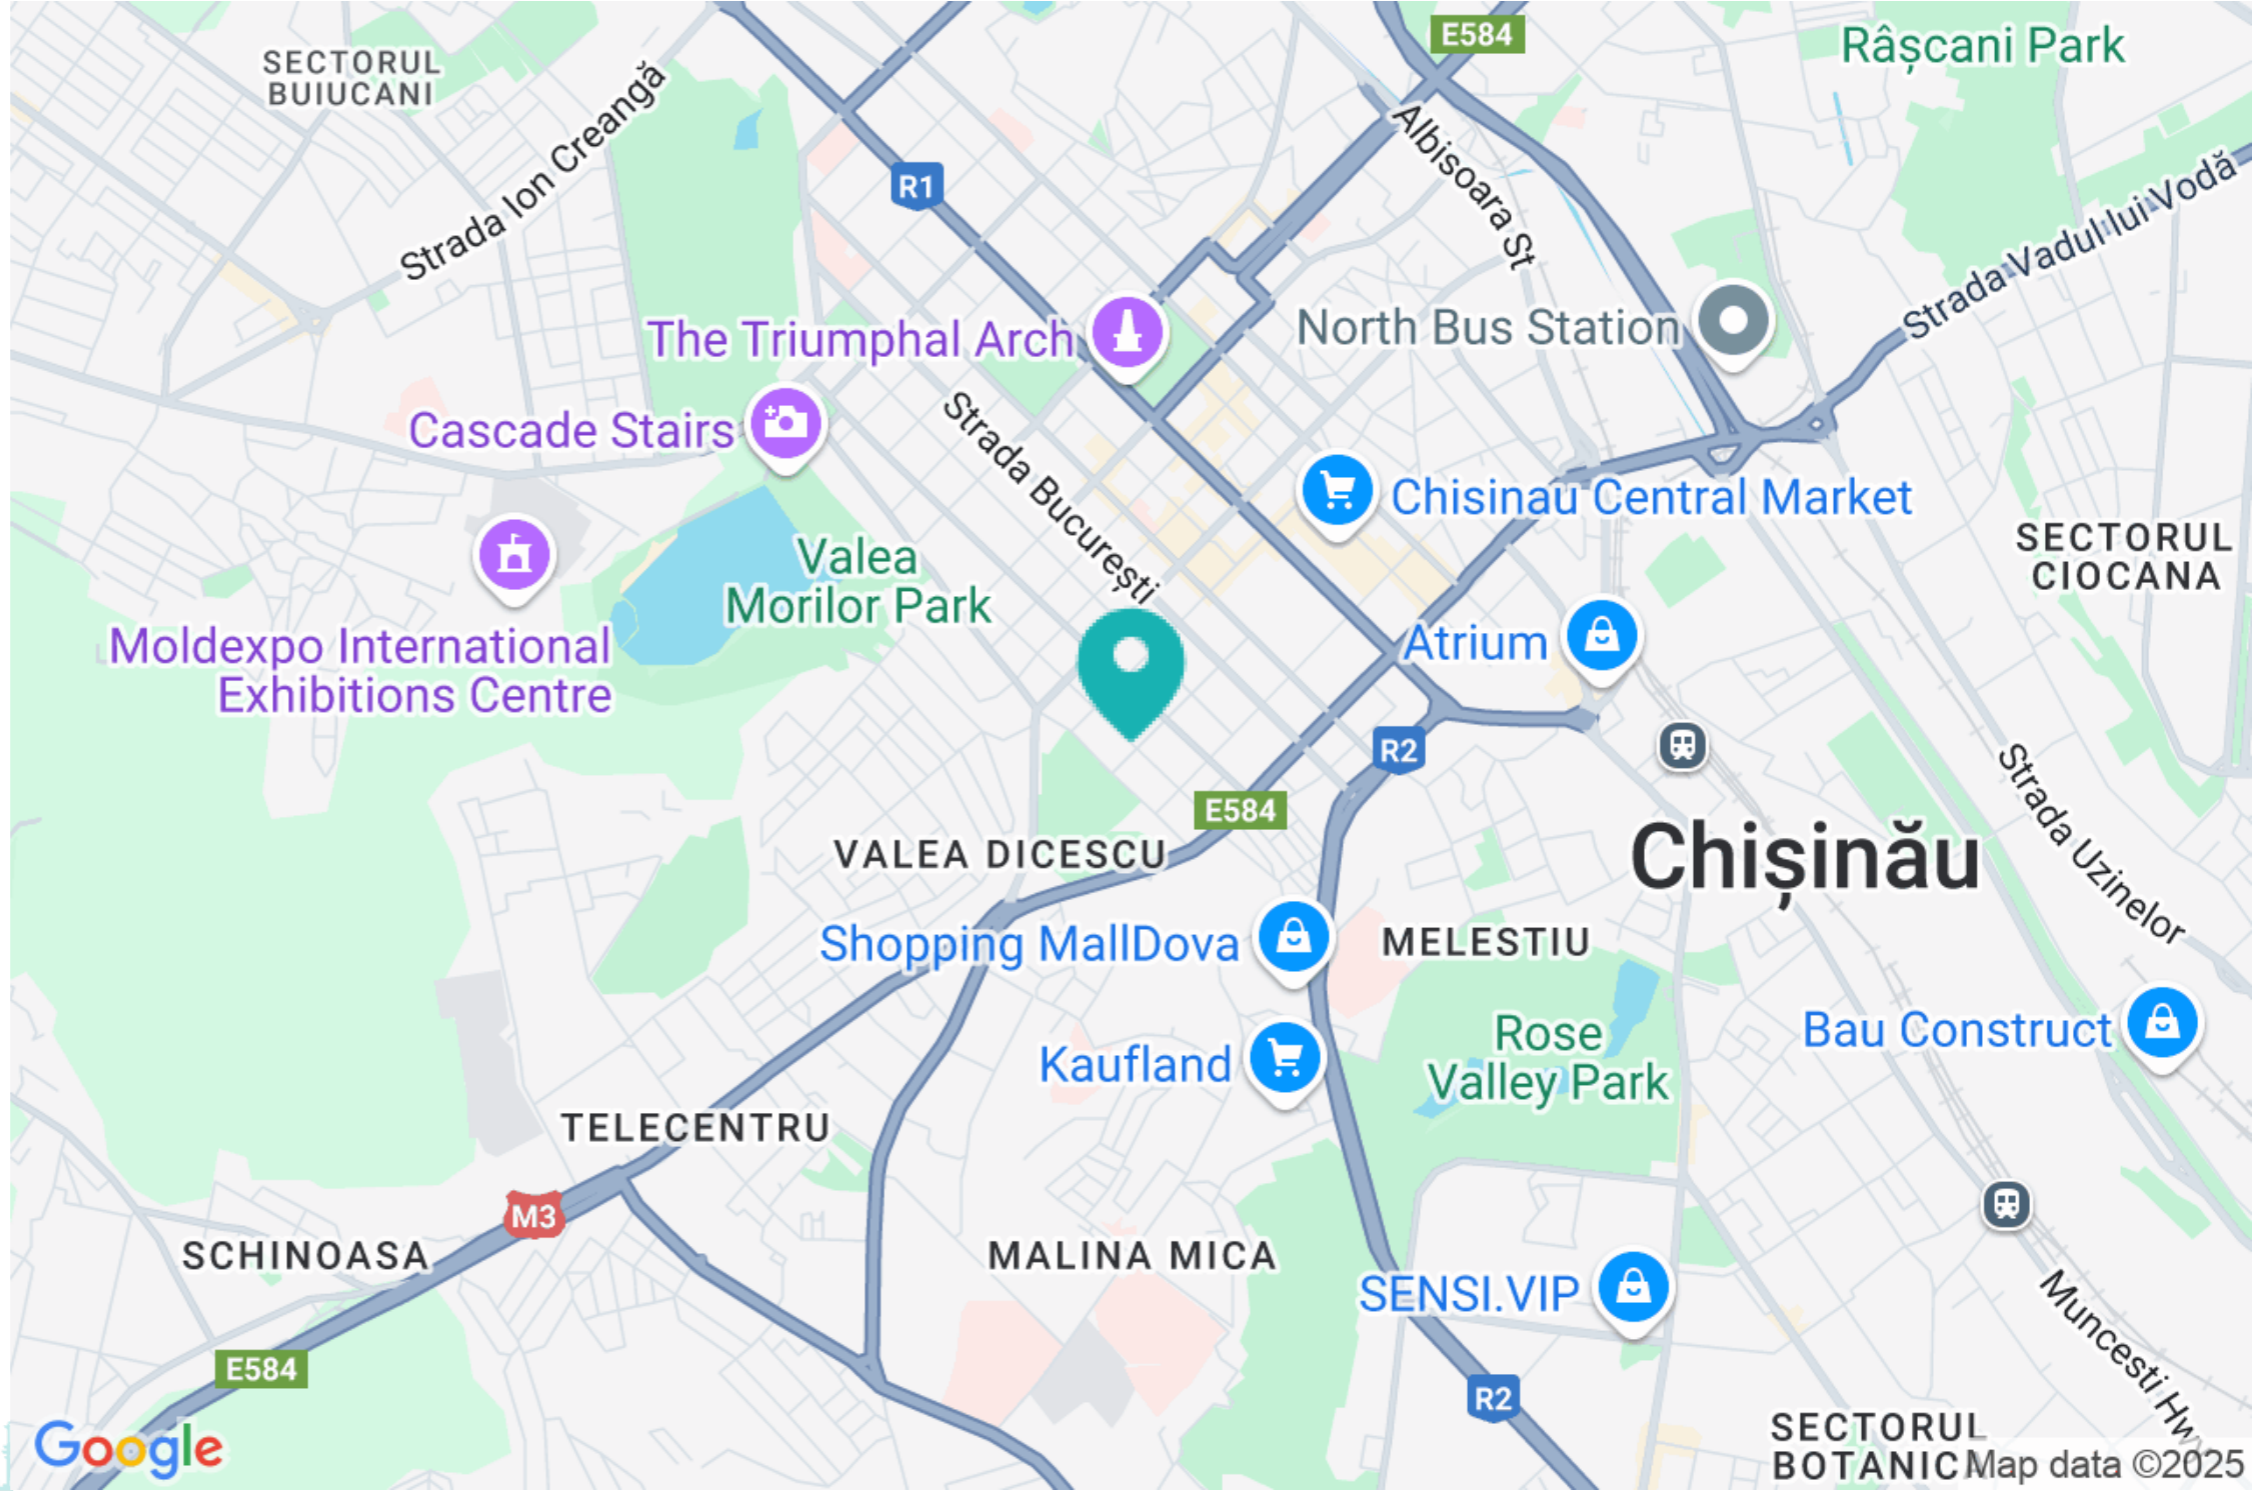 E584
Râșcani Park
SECTORUL
BUIUCANI
Strada Ion Creangă
R1
Albisoara St
Strada Vadul lui Vodă
The Triumphal Arch
North Bus Station
Cascade Stairs
Strada București
Chisinau Central Market
SECTORUL
CIOCANA
Valea
Morilor Park
Moldexpo International
Exhibitions Centre
Atrium
R2
E584
VALEA DICESCU
Chișinău
Strada Uzinelor
Shopping MallDova
MELESTIU
Rose
Valley Park
Bau Construct
Kaufland
TELECENTRU
M3
SCHINOASA
MALINA MICA
SENSI.VIP
Muncesti Hwy
E584
R2
SECTORUL
BOTANIC
Google
Map data ©2025